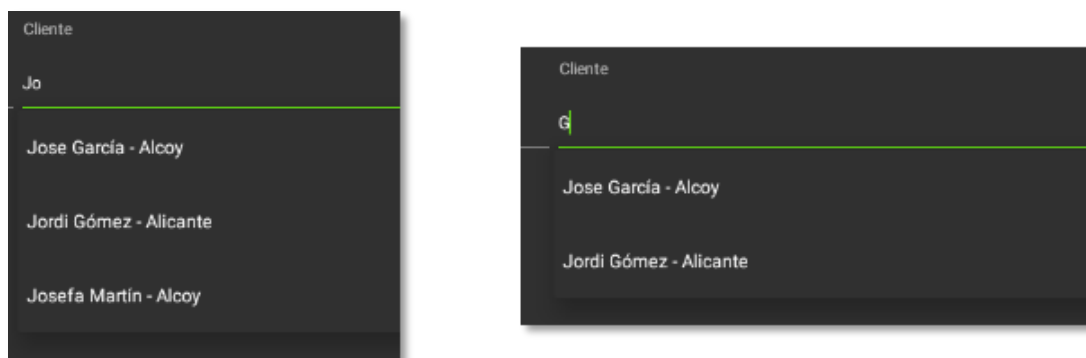 Cliente
Jo
Jose García - Alcoy
Jordi Gómez - Alicante
Josefa Martín - Alcoy
Cliente
G
Jose García - Alcoy
Jordi Gómez - Alicante